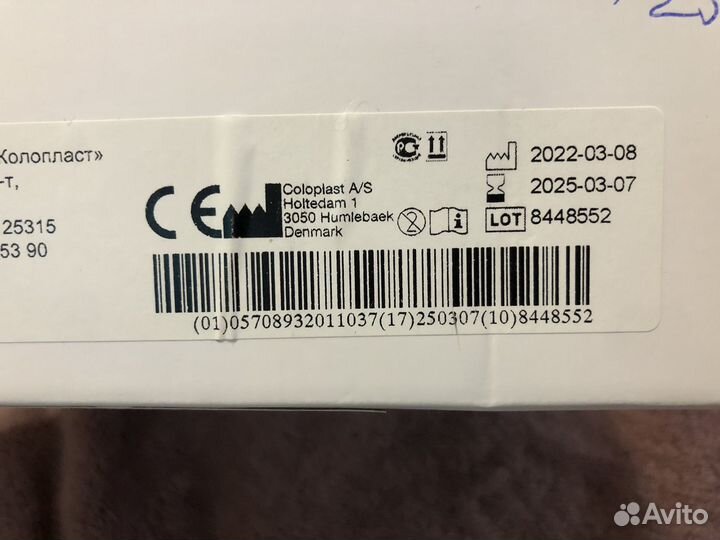 Колопласт»
-т,
25315
53 90
CE
Coloplast A/S
Holtedam 1
3050 Humlebaek
Denmark
2022-03-08
2025-03-07
LOT 8448552
(01)05708932011037(17)250307(10)8448552
Avito